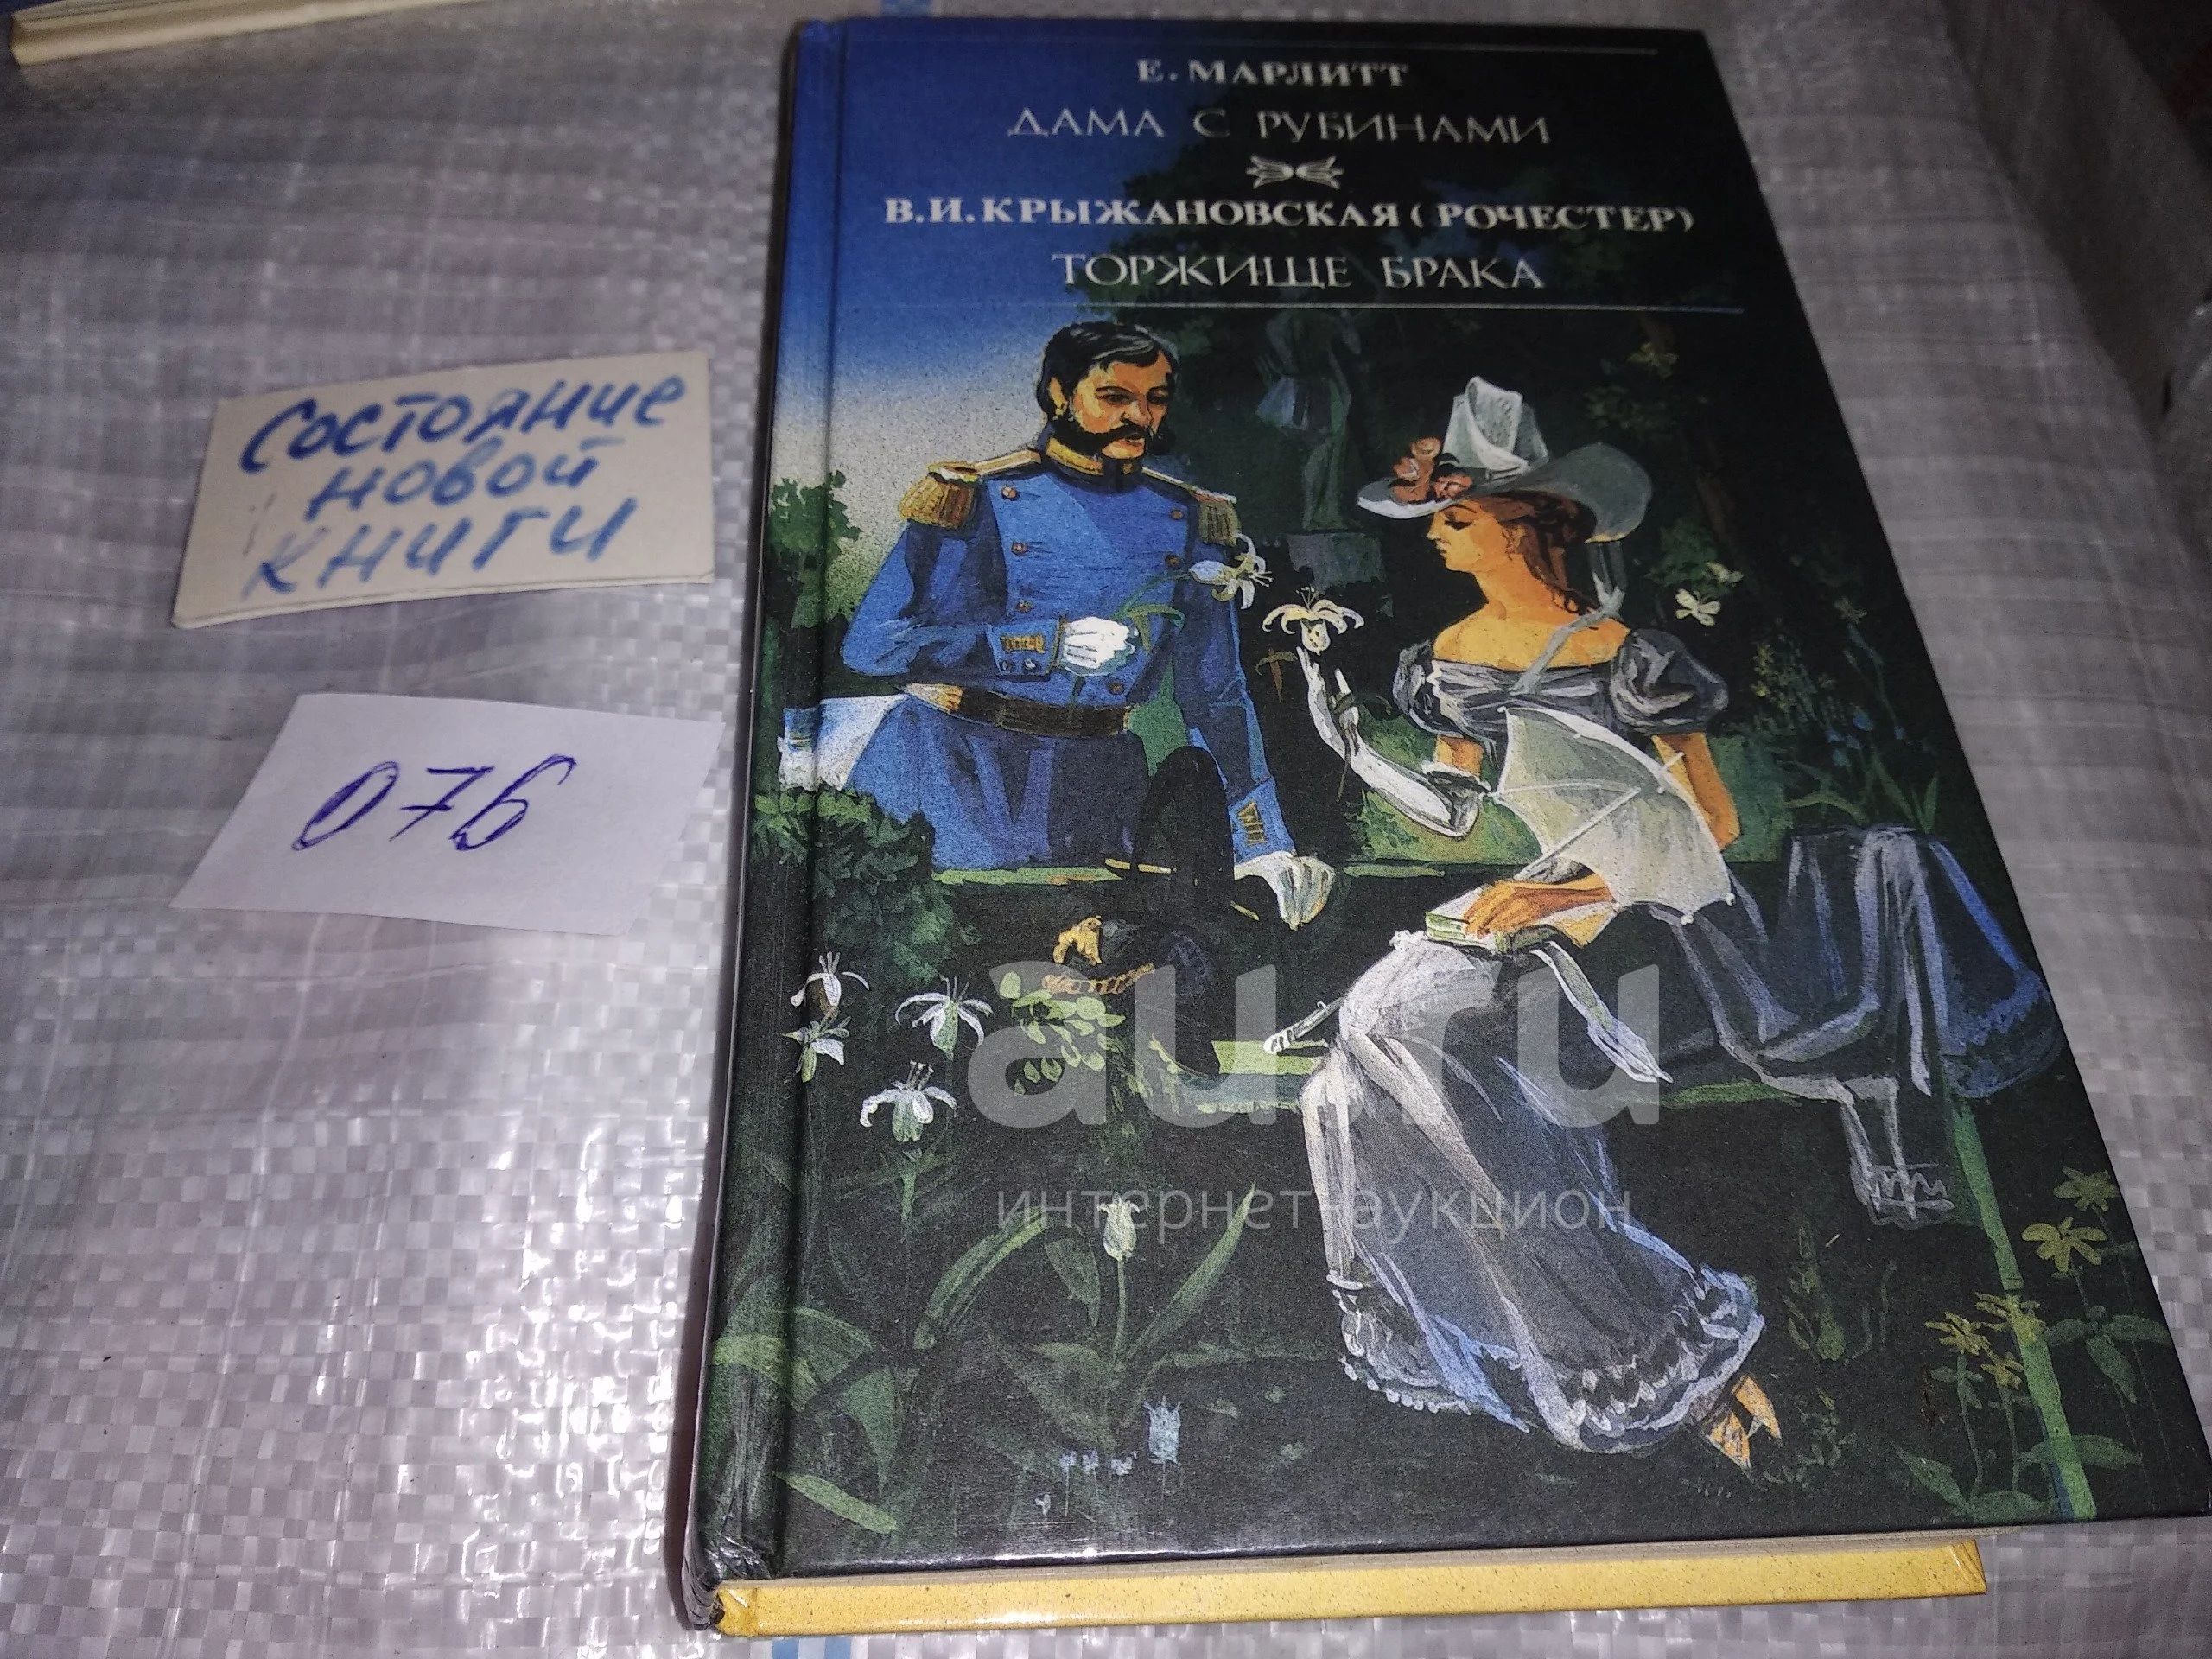 Е. МАРЛИТТ
ДАМА С РУБИНАМИ
В.И.КРЫЖАНОВСКАЯ (РОЧЕСТЕР)
ТОРЖИЩЕ БРАКА
Состояние
новой
книги
076
au.ru
интернет-аукцион